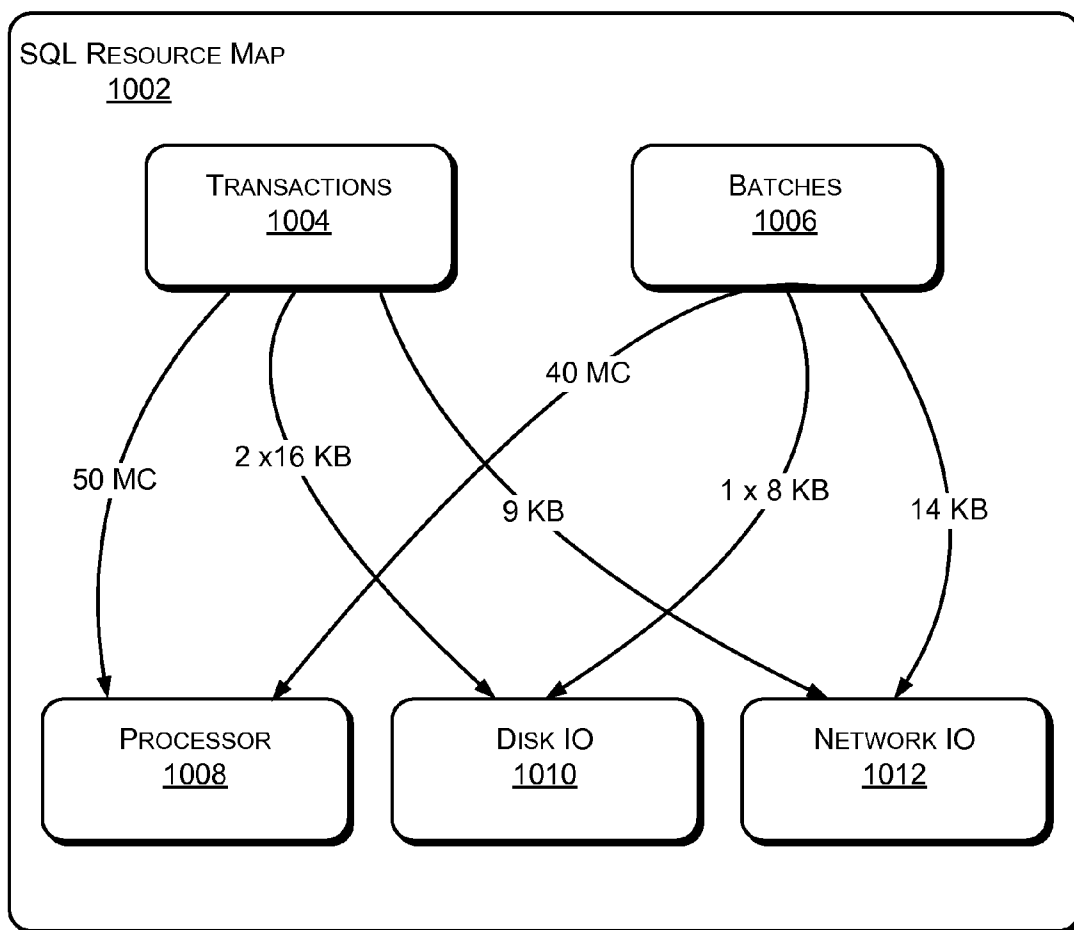 SQL RESOURCE MAP
1002
TRANSACTIONS
1004
BATCHES
1006
40 MC
2 x16 KB
50 MC
1 x 8 KB
9 KB
14 KB
PROCESSOR
1008
DISK IO
1010
NETWORK IO
1012